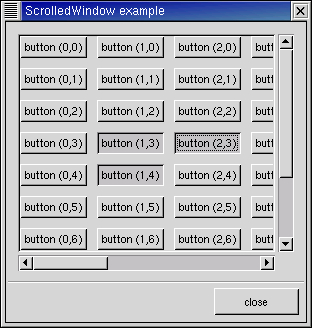 ScrolledWindow example
button (0,0) button (1,0) button (2,0) butt
button (0,1) button (1,1) button (2,1) butt
button (0,2) button (1,2) button (2,2) butt
button (0,3) button (1,3) button (2,3) butt
button (0,4) button (1,4) button (2,4) butt
button (0,5) button (1,5) button (2,5) butt
button (0,6) button (1,6) button (2,6) butt
close